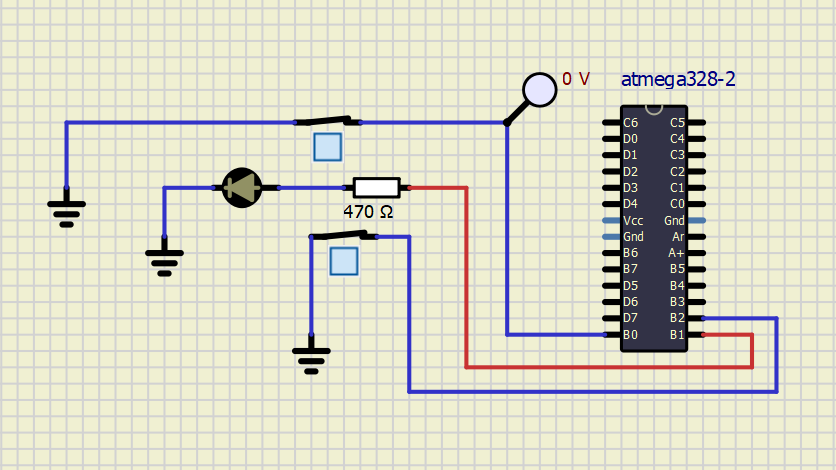 0 V
atmega328-2
470 Ω
C6 C5
D0 C4
D1 C3
D2 C2
D3 C1
D4 C0
Vcc Gnd
Gnd Ar
B6 A+
B7 B5
D5 B4
D6 B3
D7 B2
B0 B1